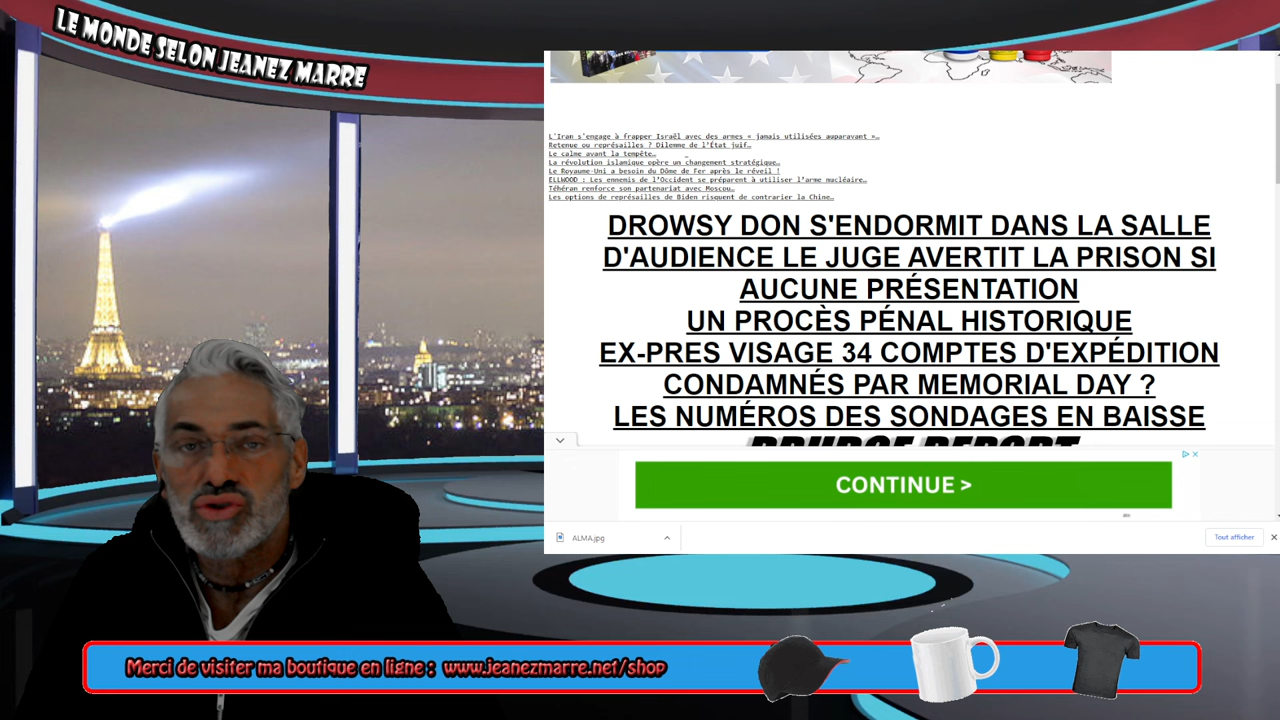 LE MONDE SELON JEANEZ MARRE
L'Iran s'engage à frapper Israël avec des armes « jamais utilisées auparavant »…
Retenue ou représailles ? Dilemme de l'État juif…
Le calme avant la tempête…
La révolution islamique opère un changement stratégique…
Le Royaume-Uni a besoin du Dôme de Fer après le réveil !
ELLWOOD : Les ennemis de l'Occident se préparent à utiliser l'arme nucléaire…
Téhéran renforce son partenariat avec Moscou…
Les options de représailles de Biden risquent de contrarier la Chine…
DROWSY DON S'ENDORMIT DANS LA SALLE
D'AUDIENCE LE JUGE AVERTIT LA PRISON SI
AUCUNE PRÉSENTATION
UN PROCÈS PÉNAL HISTORIQUE
EX-PRES VISAGE 34 COMPTES D'EXPÉDITION
CONDAMNÉS PAR MEMORIAL DAY ?
LES NUMÉROS DES SONDAGES EN BAISSE
DRUDGE REPORT
CONTINUE >
ALMA.jpg
Tout afficher
Merci de visiter ma boutique en ligne : www.jeanezmarre.net/shop